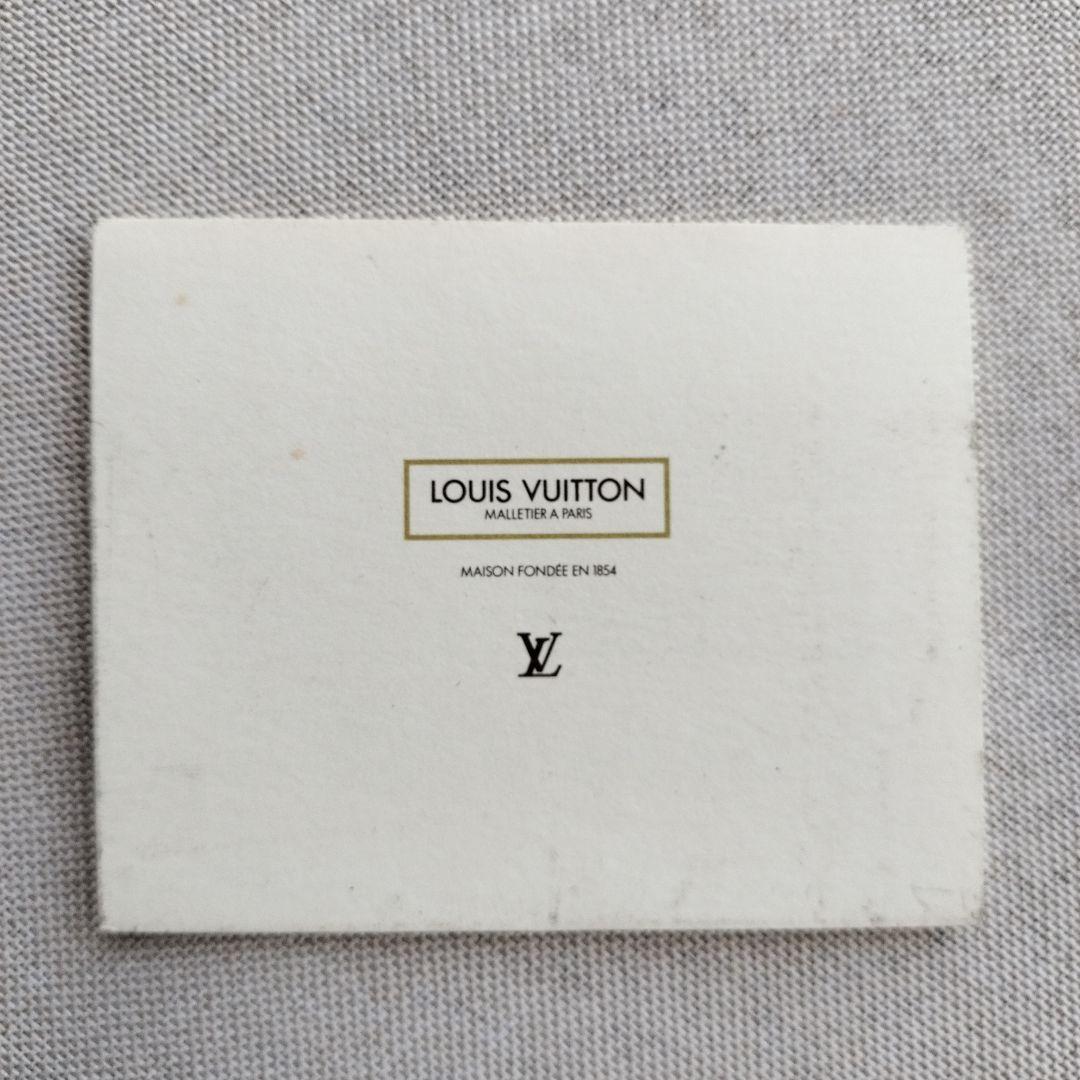 LOUIS VUITTON
MALLETIER A PARIS
MAISON FONDÉE EN 1854
LV